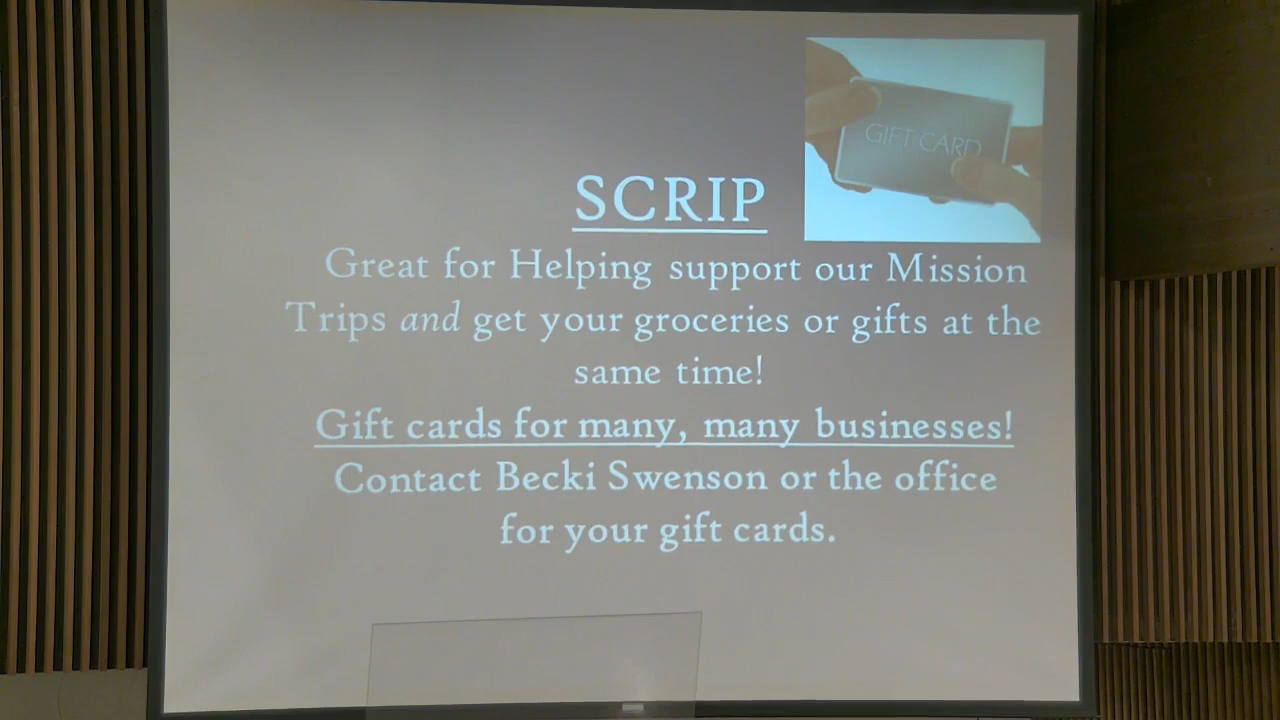 GIFT CARD
SCRIP
Great for Helping support our Mission
Trips and get your groceries or gifts at the
same time!
Gift cards for many, many businesses!
Contact Becki Swenson or the office
for your gift cards.